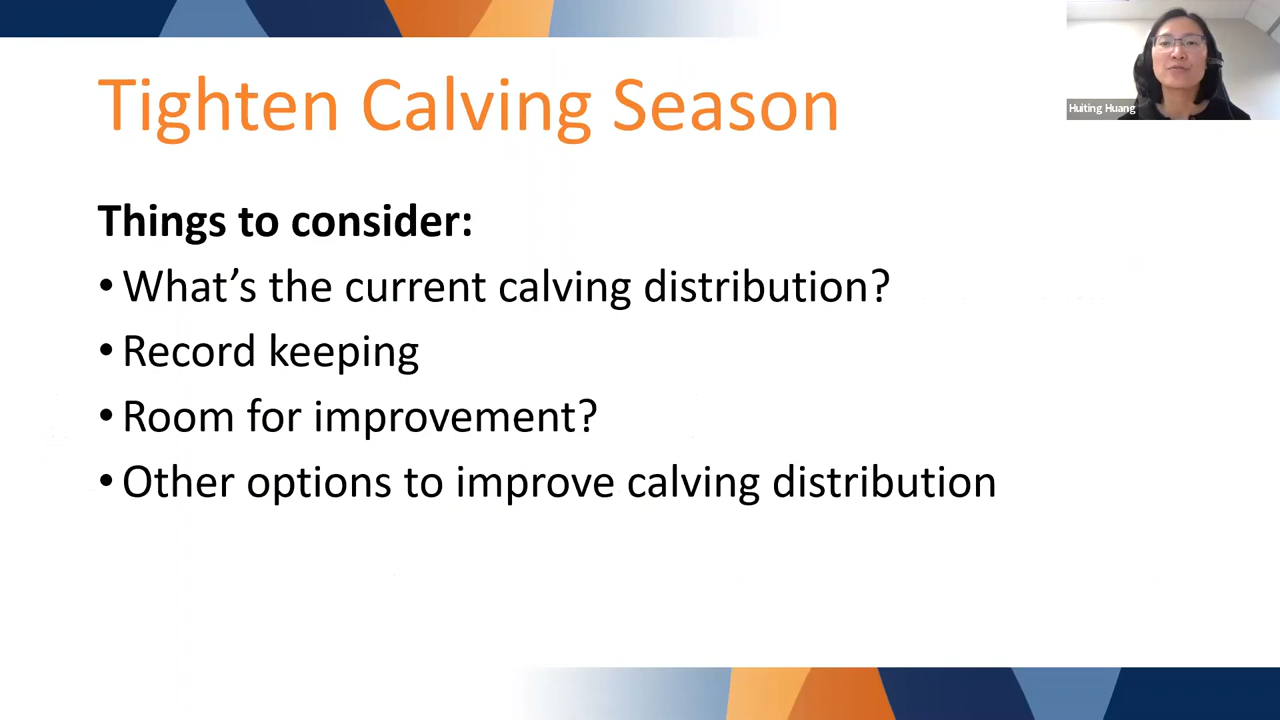 Tighten Calving Season
Huiting Huang
Things to consider:
• What’s the current calving distribution?
• Record keeping
• Room for improvement?
• Other options to improve calving distribution